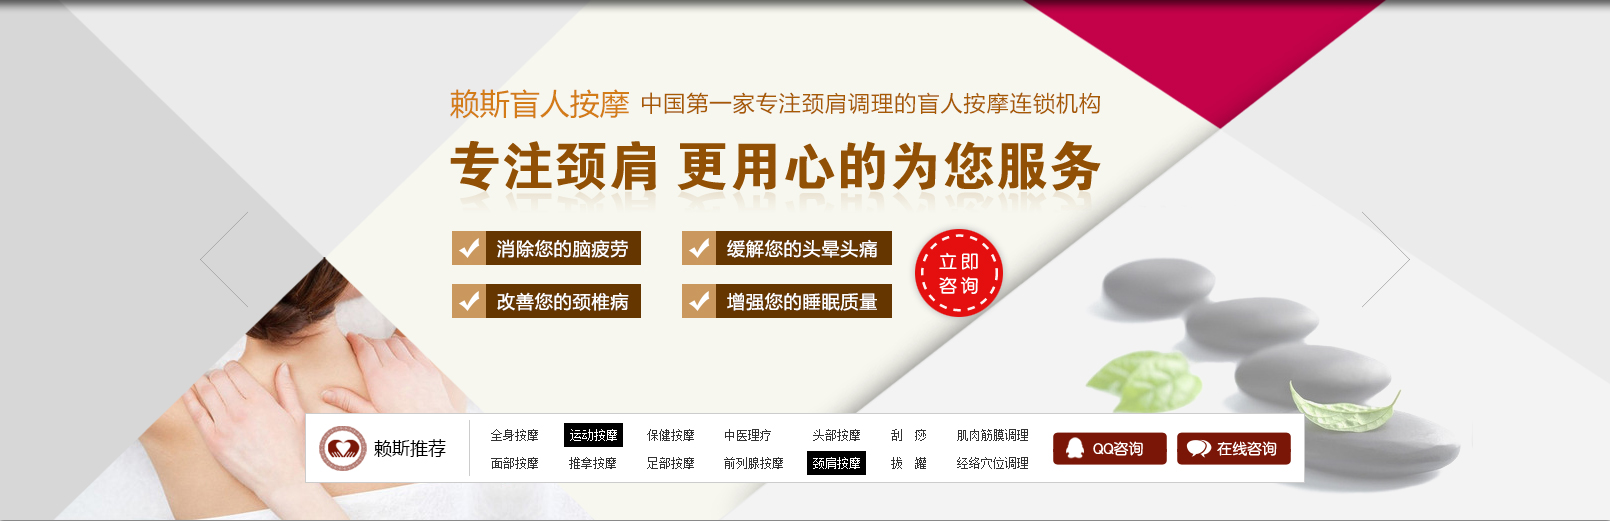 赖斯盲人按摩 中国第一家专注颈肩调理的盲人按摩连锁机构
专注颈肩 更用心的为您服务
消除您的脑疲劳
缓解您的头晕头痛
改善您的颈椎病
增强您的睡眠质量
立即
咨询
赖斯推荐
全身按摩 运动按摩 保健按摩 中医理疗 头部按摩 刮 痧 肌肉筋膜调理
面部按摩 推拿按摩 足部按摩 前列腺按摩 颈肩按摩 拔 罐 经络穴位调理
QQ咨询
在线咨询